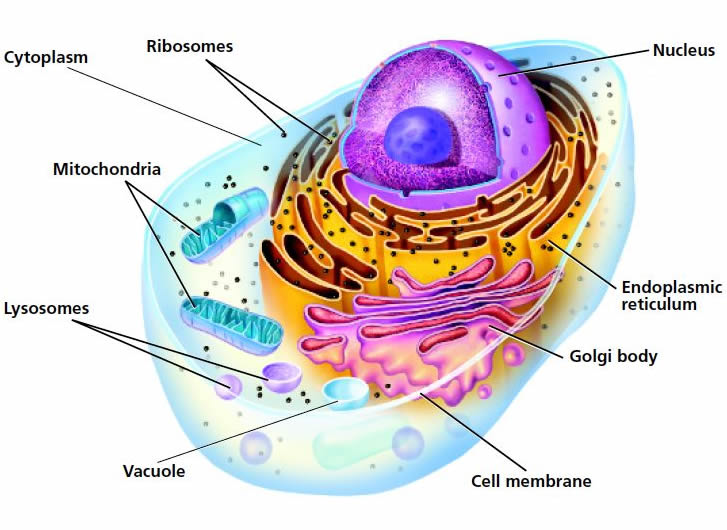 Ribosomes
Nucleus
Cytoplasm
Mitochondria
Endoplasmic
reticulum
Lysosomes
Golgi body
Vacuole
Cell membrane